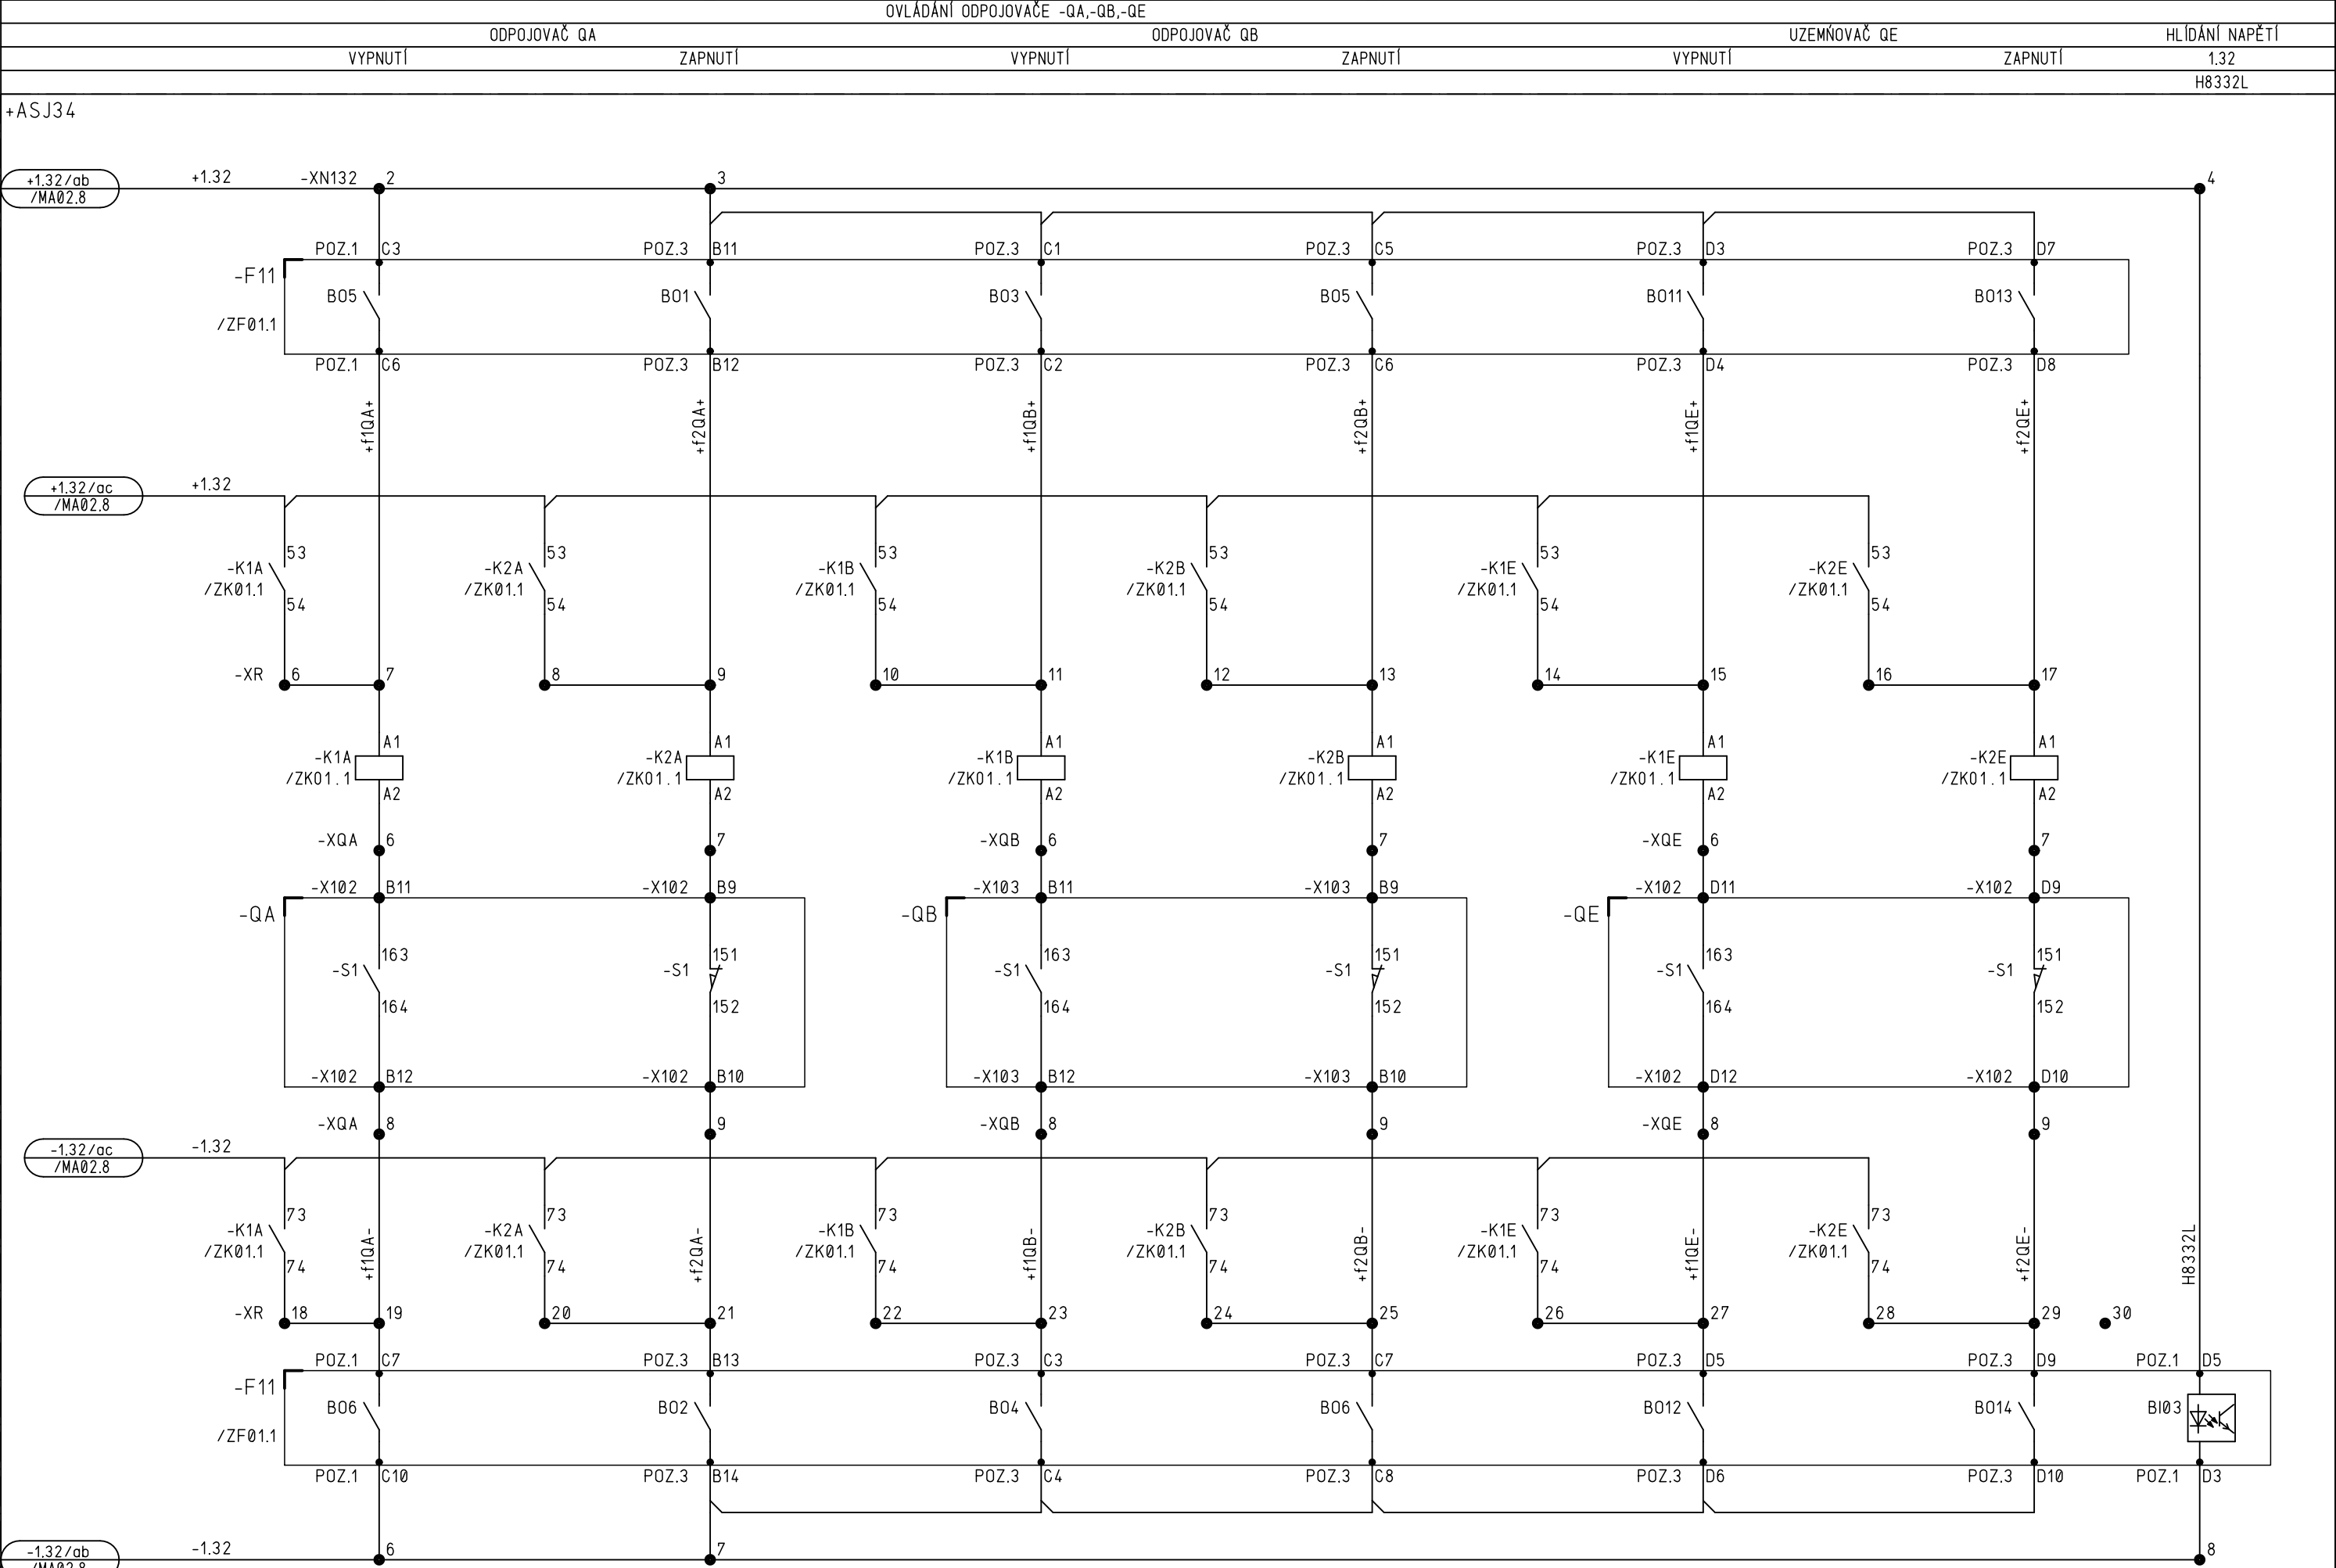 OVLÁDÁNÍ ODPOJOVAČE -QA,-QB,-QE
ODPOJOVAČ QA ODPOJOVAČ QB UZEMŃOVAČ QE HLÍDÁNÍ NAPĚTÍ
VYPNUTÍ ZAPNUTÍ VYPNUTÍ ZAPNUTÍ VYPNUTÍ ZAPNUTÍ 1.32
H8332L
+ASJ34
+1.32/ab +1.32 -XN132 2 3 4
/MA02.8
POZ.1 C3 POZ.3 B11 POZ.3 C1 POZ.3 C5 POZ.3 D3 POZ.3 D7
-F11
BO5 BO1 BO3 BO5 BO11 BO13
/ZF01.1
POZ.1 C6 POZ.3 B12 POZ.3 C2 POZ.3 C6 POZ.3 D4 POZ.3 D8
+f1QA+ +f2QA+ +f1QB+ +f2QB+ +f1QE+ +f2QE+
+1.32/ac +1.32
/MA02.8
53 53 53 53 53 53
-K1A -K2A -K1B -K2B -K1E -K2E
/ZK01.1 /ZK01.1 /ZK01.1 /ZK01.1 /ZK01.1 /ZK01.1
54 54 54 54 54 54
-XR 6 7 8 9 10 11 12 13 14 15 16 17
A1 A1 A1 A1 A1 A1
-K1A -K2A -K1B -K2B -K1E -K2E
/ZK01.1 /ZK01.1 /ZK01.1 /ZK01.1 /ZK01.1 /ZK01.1
A2 A2 A2 A2 A2 A2
-XQA 6 7 -XQB 6 7 -XQE 6 7
-X102 B11 -X102 B9 -X103 B11 -X103 B9 -X102 D11 -X102 D9
-QA -QB -QE
163 151 163 151 163 151
-S1 -S1 -S1 -S1 -S1 -S1
164 152 164 152 164 152
-X102 B12 -X102 B10 -X103 B12 -X103 B10 -X102 D12 -X102 D10
-XQA 8 9 -XQB 8 9 -XQE 8 9
-1.32/ac -1.32
/MA02.8
73 73 73 73 73 73
-K1A -K2A -K1B -K2B -K1E -K2E
/ZK01.1 /ZK01.1 /ZK01.1 /ZK01.1 /ZK01.1 /ZK01.1
74 74 74 74 74 74
+f1QA- +f2QA- +f1QB- +f2QB- +f1QE- +f2QE- H8332L
-XR 18 19 20 21 22 23 24 25 26 27 28 29 30
POZ.1 C7 POZ.3 B13 POZ.3 C3 POZ.3 C7 POZ.3 D5 POZ.3 D9 POZ.1 D5
-F11
BO6 BO2 BO4 BO6 BO12 BO14 BI03
/ZF01.1
POZ.1 C10 POZ.3 B14 POZ.3 C4 POZ.3 C8 POZ.3 D6 POZ.3 D10 POZ.1 D3
-1.32/ab -1.32 6 7 8
/MA02.8